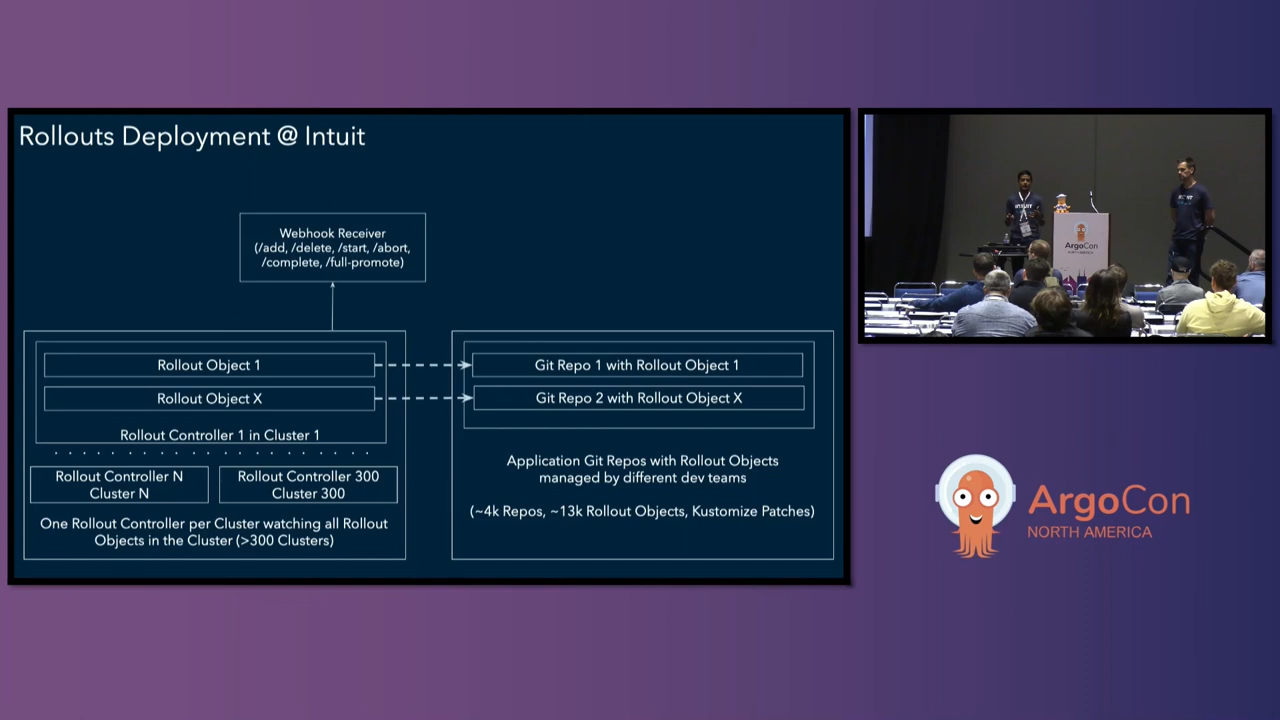 Rollouts Deployment @ Intuit
Webhook Receiver
(/add, /delete, /start, /abort,
/complete, /full-promote)
Rollout Object 1
Rollout Object X
Rollout Controller 1 in Cluster 1
Rollout Controller N
Cluster N
Rollout Controller 300
Cluster 300
One Rollout Controller per Cluster watching all Rollout
Objects in the Cluster (>300 Clusters)
Git Repo 1 with Rollout Object 1
Git Repo 2 with Rollout Object X
Application Git Repos with Rollout Objects
managed by different dev teams
(~4k Repos, ~13k Rollout Objects, Kustomize Patches)
INTUIT
ArgoCon
NORTH AMERICA
ArgoCon
NORTH AMERICA